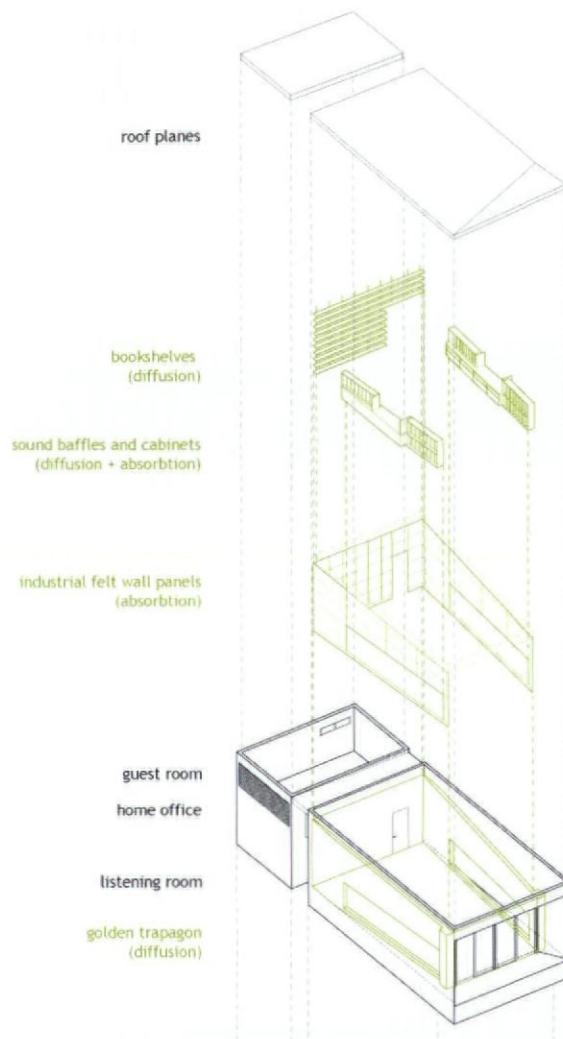 roof planes
bookshelves
(diffusion)
sound baffles and cabinets
(diffusion + absorbtion)
industrial felt wall panels
(absorbtion)
guest room
home office
listening room
golden trapagon
(diffusion)